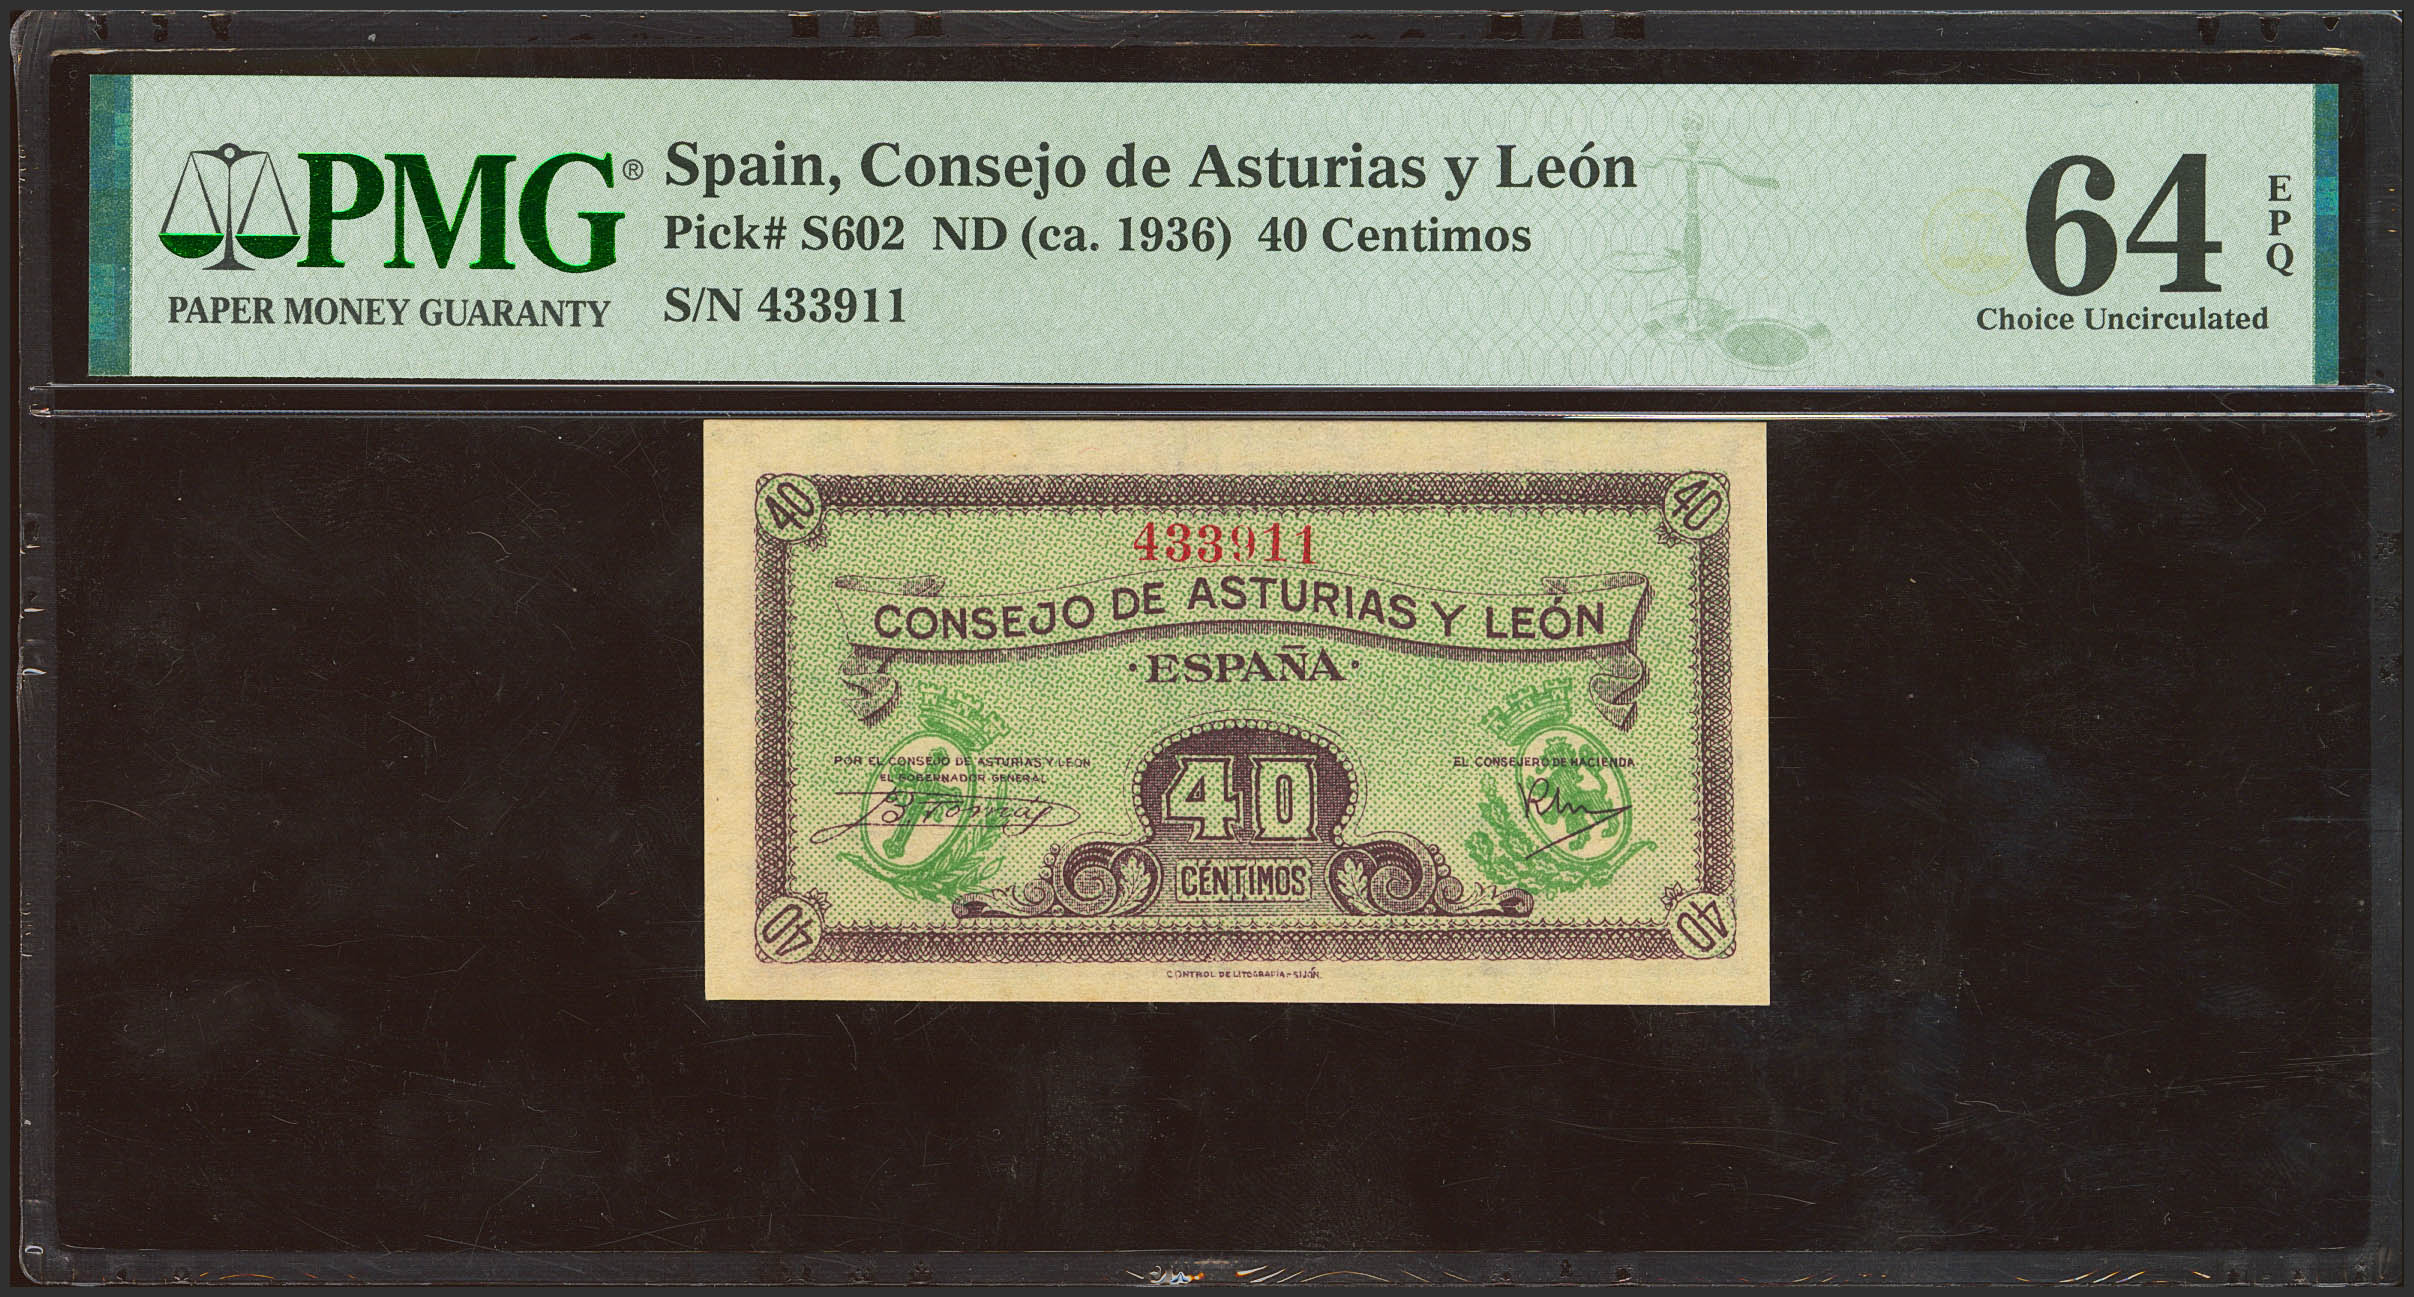 PMG®
PAPER MONEY GUARANTY
Spain, Consejo de Asturias y León
Pick# S602 ND (ca. 1936) 40 Centimos
S/N 433911
64
EPQ
Choice Uncirculated
40
40
433911
CONSEJO DE ASTURIAS Y LEÓN
·ESPAÑA·
POR EL CONSEJO DE ASTURIAS Y LEON
EL GOBERNADOR GENERAL
EL CONSEJERO DE HACIENDA
B Tomás
40
CÉNTIMOS
40
40
CONTROL DE LITOGRAFIA-GIJÓN.